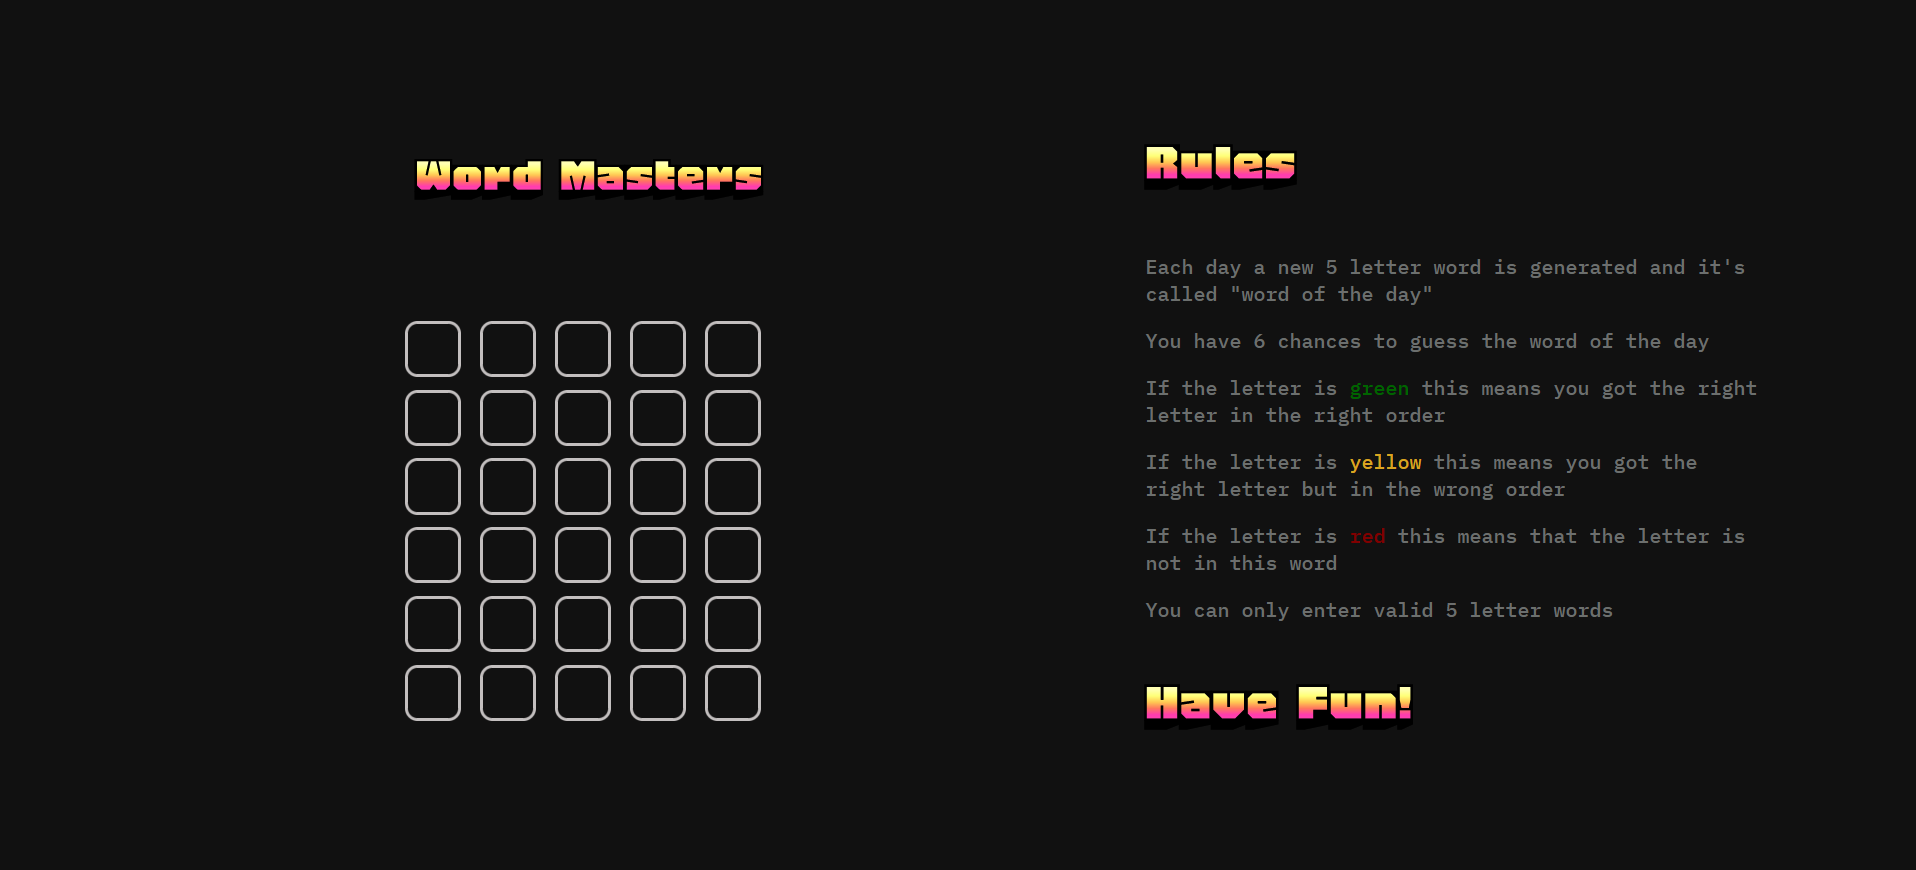 Word Masters
Rules
Each day a new 5 letter word is generated and it's
called "word of the day"
You have 6 chances to guess the word of the day
If the letter is green this means you got the right
letter in the right order
If the letter is yellow this means you got the
right letter but in the wrong order
If the letter is red this means that the letter is
not in this word
You can only enter valid 5 letter words
Have Fun!